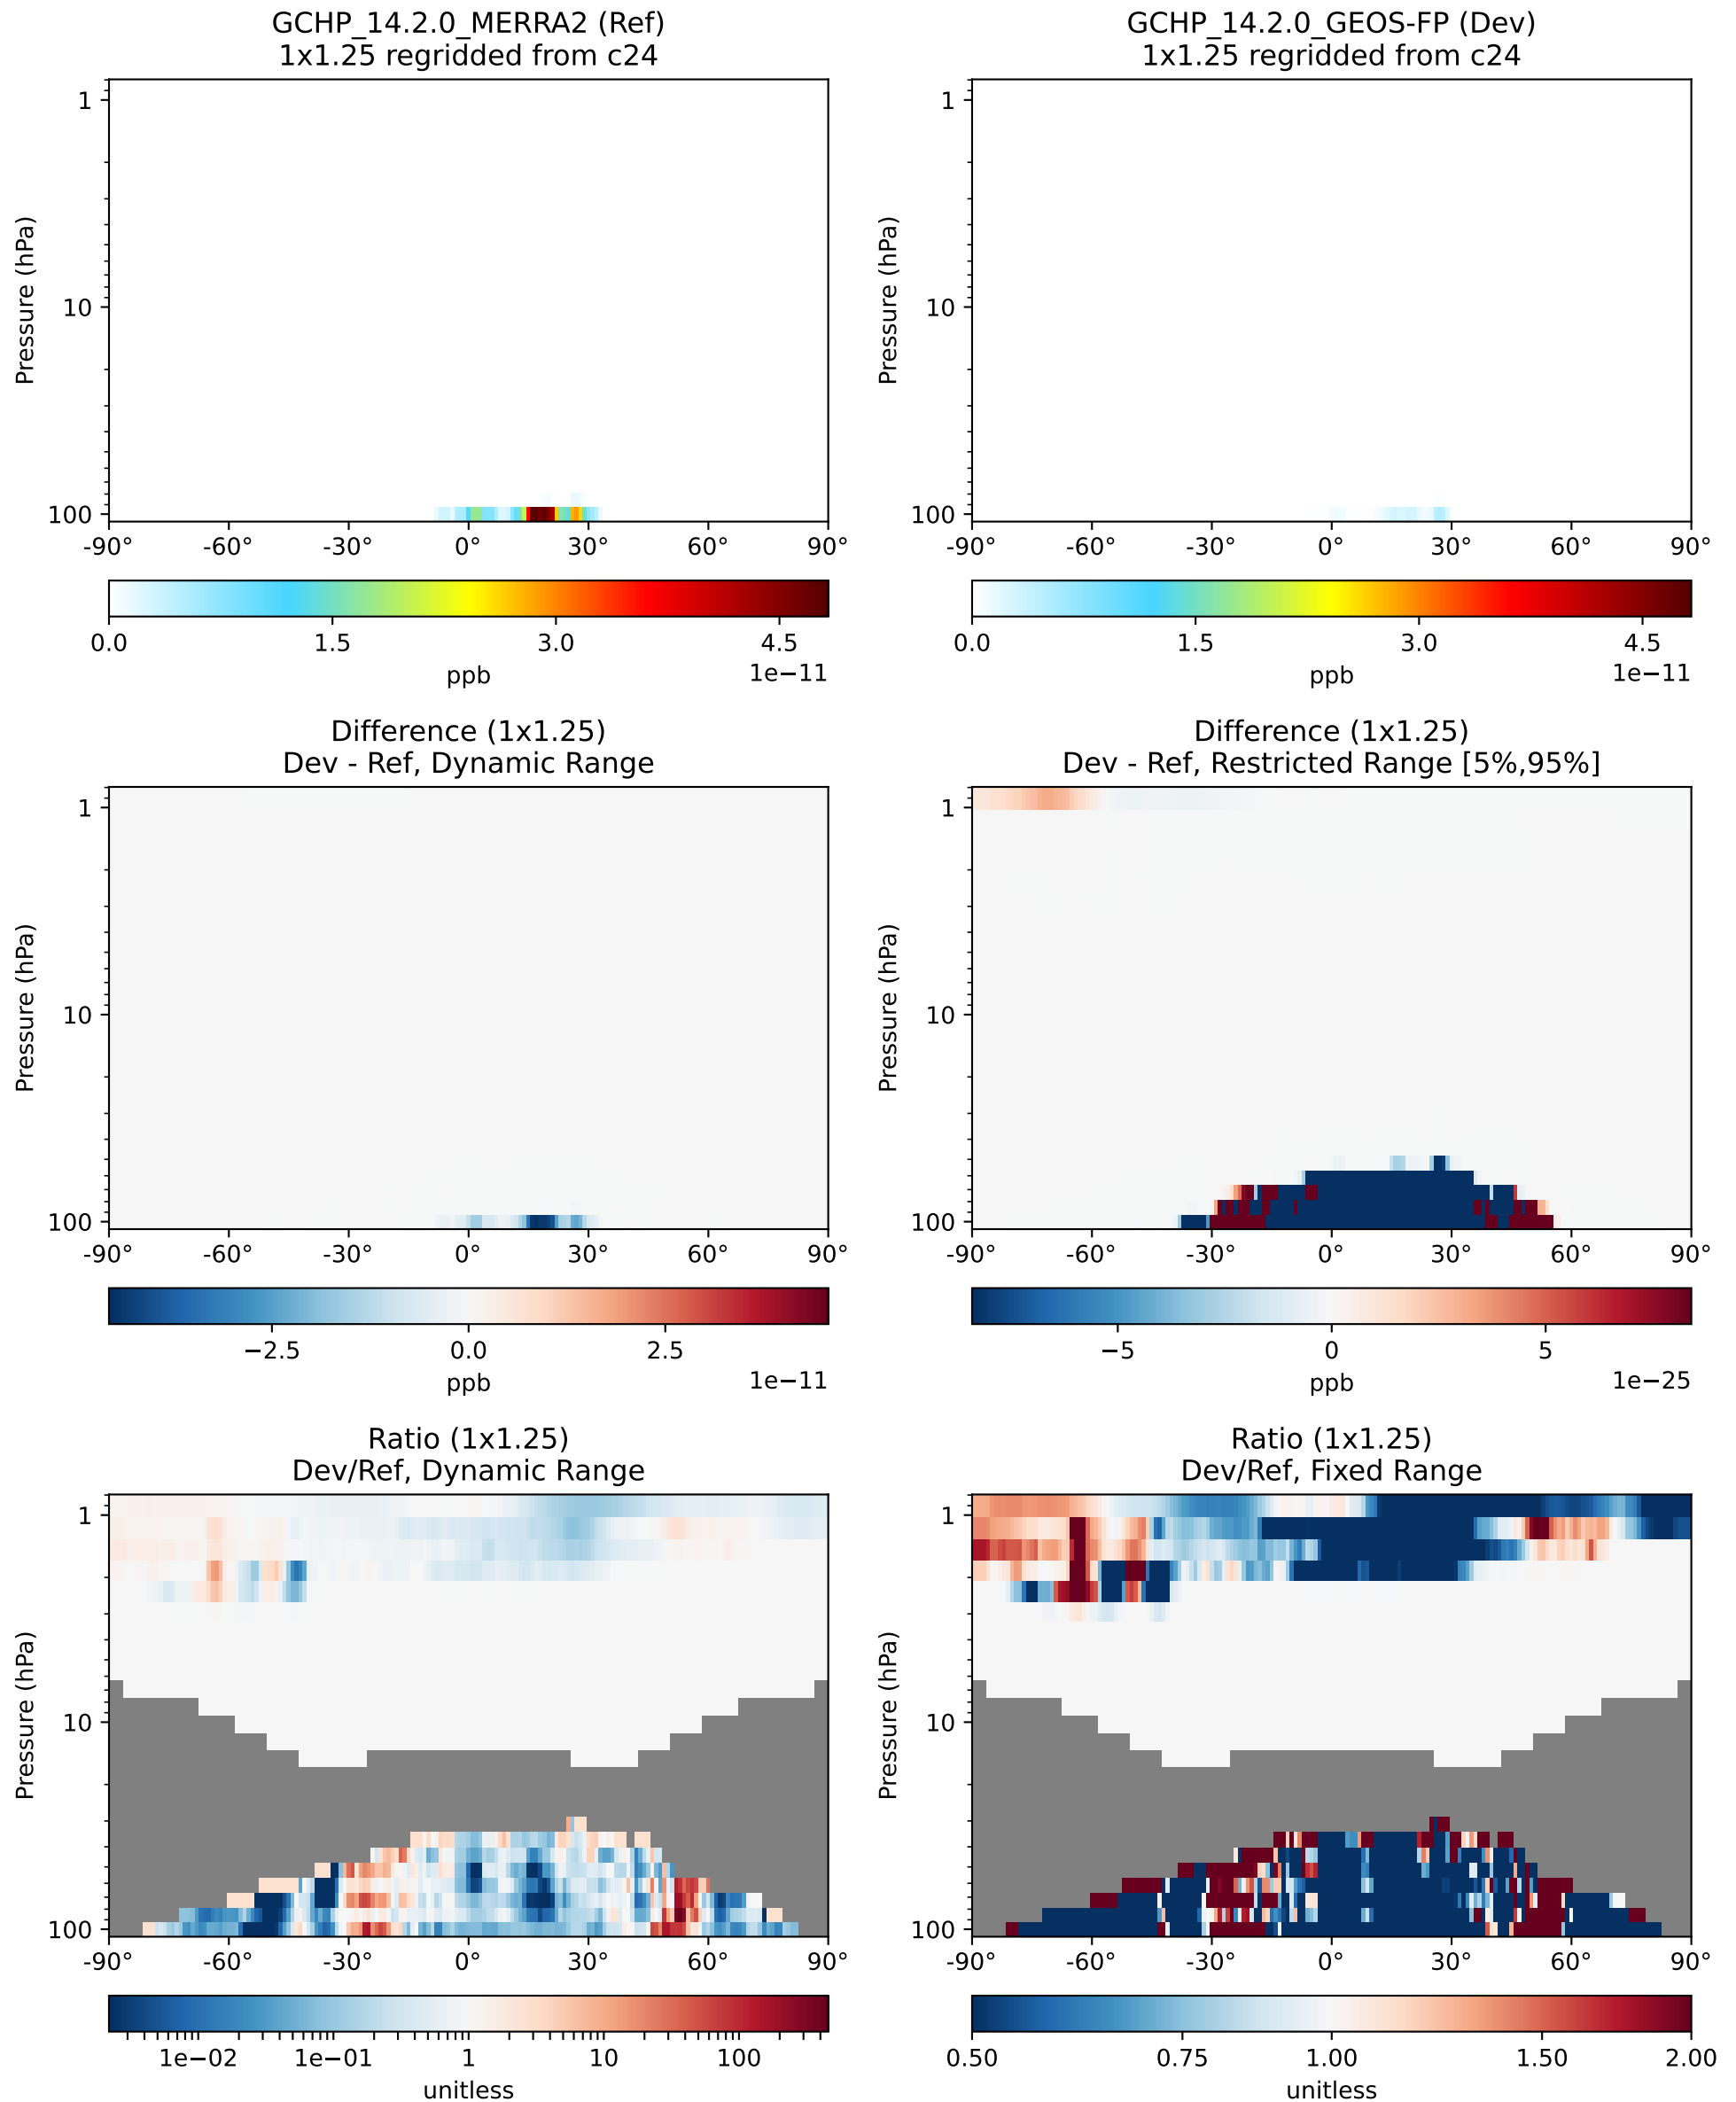 GCHP_14.2.0_MERRA2 (Ref)
1x1.25 regridded from c24
Pressure (hPa)
1
10
100
-90° -60° -30° 0° 30° 60° 90°
0.0 1.5 3.0 4.5
1e−11
ppb
GCHP_14.2.0_GEOS-FP (Dev)
1x1.25 regridded from c24
Pressure (hPa)
1
10
100
-90° -60° -30° 0° 30° 60° 90°
0.0 1.5 3.0 4.5
1e−11
ppb
Difference (1x1.25)
Dev - Ref, Dynamic Range
Pressure (hPa)
1
10
100
-90° -60° -30° 0° 30° 60° 90°
−2.5 0.0 2.5
1e−11
ppb
Difference (1x1.25)
Dev - Ref, Restricted Range [5%,95%]
Pressure (hPa)
1
10
100
-90° -60° -30° 0° 30° 60° 90°
−5 0 5
1e−25
ppb
Ratio (1x1.25)
Dev/Ref, Dynamic Range
Pressure (hPa)
1
10
100
-90° -60° -30° 0° 30° 60° 90°
1e−02 1e−01 1 10 100
unitless
Ratio (1x1.25)
Dev/Ref, Fixed Range
Pressure (hPa)
1
10
100
-90° -60° -30° 0° 30° 60° 90°
0.50 0.75 1.00 1.50 2.00
unitless